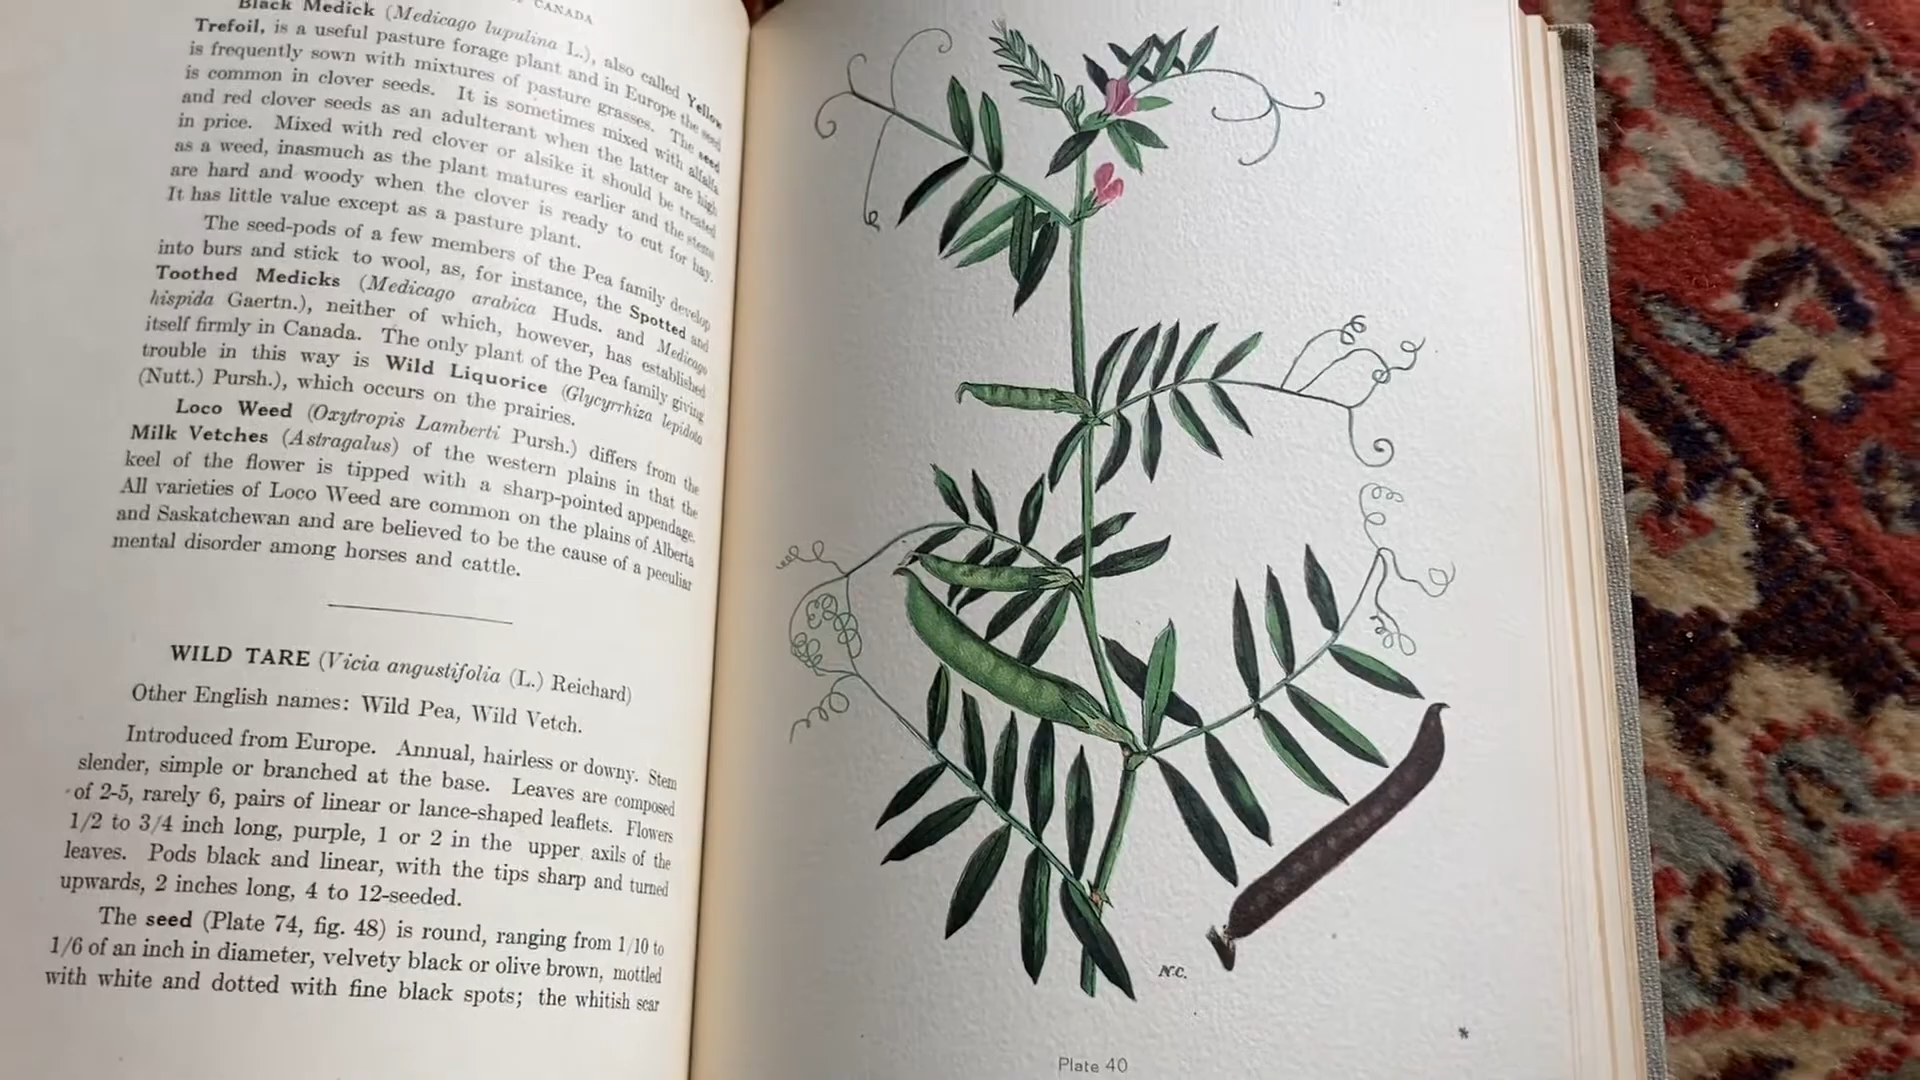 CANADA
Black Medick (Medicago lupulina L.), also called Yellow
Trefoil, is a useful pasture forage plant and in Europe the seed
is frequently sown with mixtures of pasture grasses. The seed
is common in clover seeds. It is sometimes mixed with alfalfa
and red clover seeds as an adulterant when the latter are high
in price. Mixed with red clover or alsike it should be treated
as a weed, inasmuch as the plant matures earlier and the stems
are hard and woody when the clover is ready to cut for hay.
It has little value except as a pasture plant.
The seed-pods of a few members of the Pea family develop
into burs and stick to wool, as, for instance, the Spotted and
Toothed Medicks (Medicago arabica Huds. and Medicago
hispida Gaertn.), neither of which, however, has established
itself firmly in Canada. The only plant of the Pea family giving
trouble in this way is Wild Liquorice (Glycyrrhiza lepidota
(Nutt.) Pursh.), which occurs on the prairies.
Loco Weed (Oxytropis Lamberti Pursh.) differs from the
Milk Vetches (Astragalus) of the western plains in that the
keel of the flower is tipped with a sharp-pointed appendage.
All varieties of Loco Weed are common on the plains of Alberta
and Saskatchewan and are believed to be the cause of a peculiar
mental disorder among horses and cattle.
WILD TARE (Vicia angustifolia (L.) Reichard)
Other English names: Wild Pea, Wild Vetch.
Introduced from Europe. Annual, hairless or downy. Stem
slender, simple or branched at the base. Leaves are composed
of 2-5, rarely 6, pairs of linear or lance-shaped leaflets. Flowers
1/2 to 3/4 inch long, purple, 1 or 2 in the upper axils of the
leaves. Pods black and linear, with the tips sharp and turned
upwards, 2 inches long, 4 to 12-seeded.
The seed (Plate 74, fig. 48) is round, ranging from 1/10 to
1/6 of an inch in diameter, velvety black or olive brown, mottled
with white and dotted with fine black spots; the whitish scar
N.C.
Plate 40